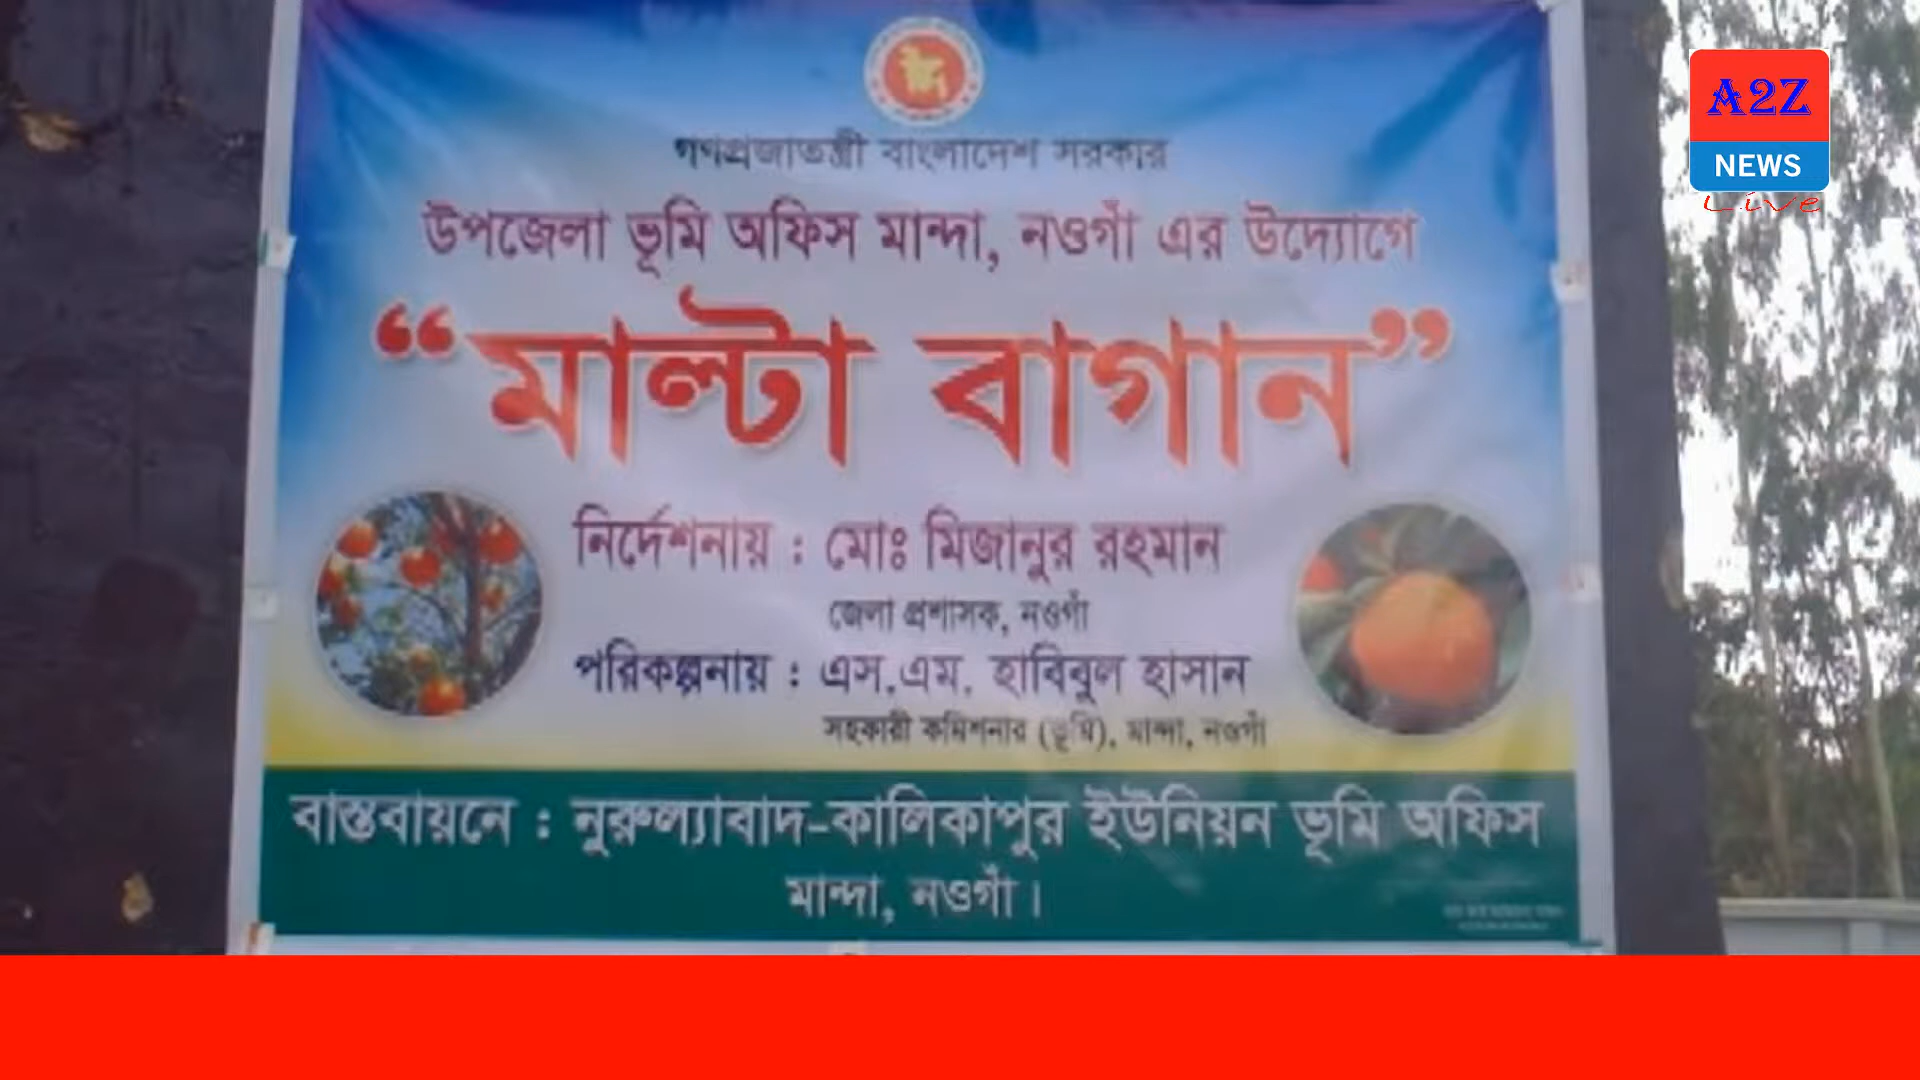 গণপ্রজাতন্ত্রী বাংলাদেশ সরকার
উপজেলা ভূমি অফিস মান্দা, নওগাঁ এর উদ্যোগে
“মাল্টা বাগান”
নির্দেশনায় : মোঃ মিজানুর রহমান
জেলা প্রশাসক, নওগাঁ
পরিকল্পনায় : এস.এম. হাবিবুল হাসান
সহকারী কমিশনার (ভূমি), মান্দা, নওগাঁ
বাস্তবায়নে : নুরুল্যাবাদ-কালিকাপুর ইউনিয়ন ভূমি অফিস
মান্দা, নওগাঁ।
A2Z
NEWS
Live